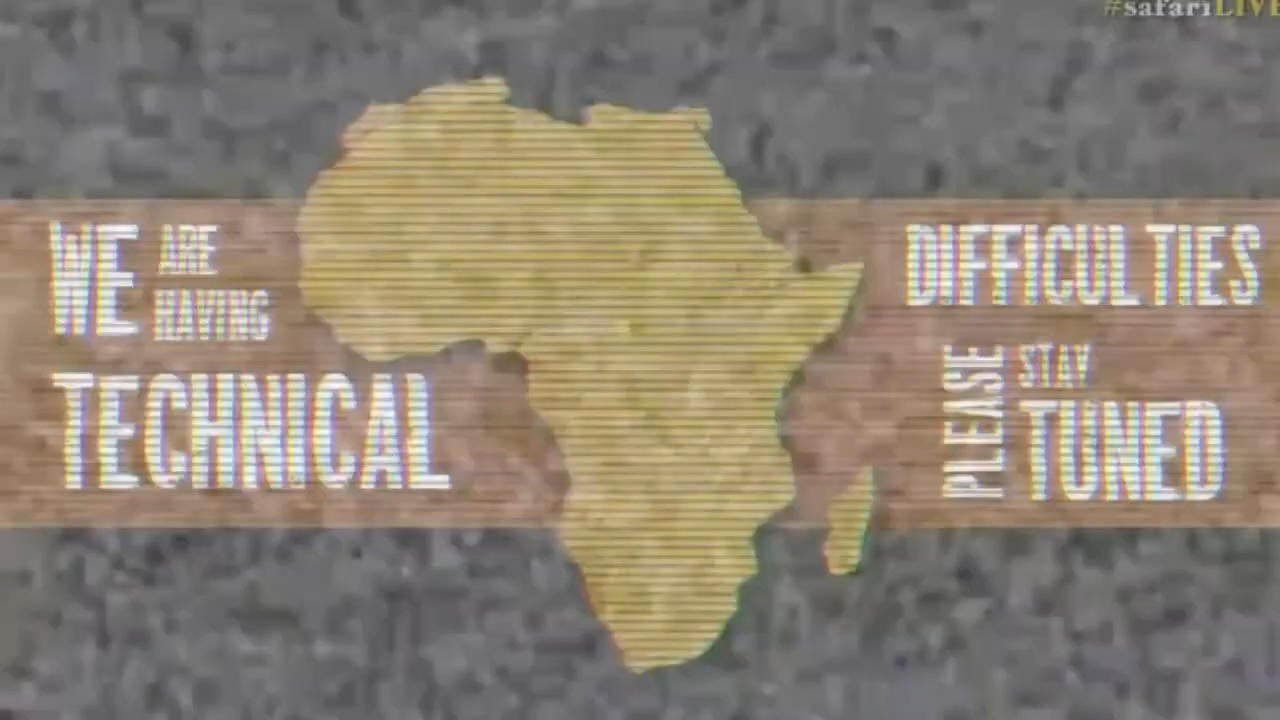 #safariLIVE
WE ARE HAVING
TECHNICAL
DIFFICULTIES
PLEASE STAY
TUNED